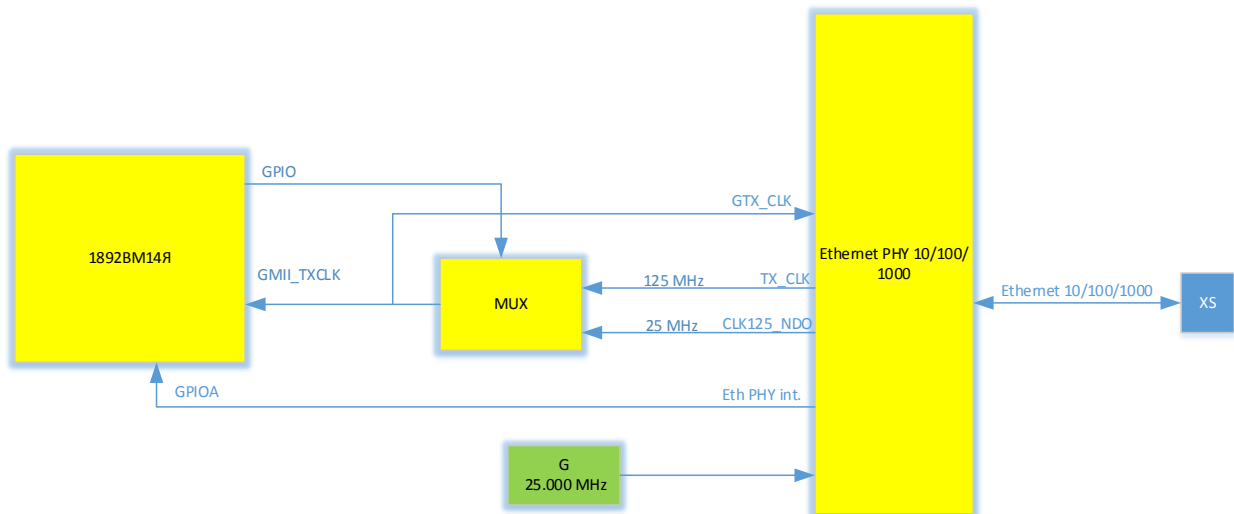 GPIO
GTX_CLK
1892ВМ14Я
Ethernet PHY 10/100/
1000
GMII_TXCLK
MUX
125 MHz
TX_CLK
Ethernet 10/100/1000
XS
25 MHz
CLK125_NDO
GPIOA
Eth PHY int.
G
25.000 MHz